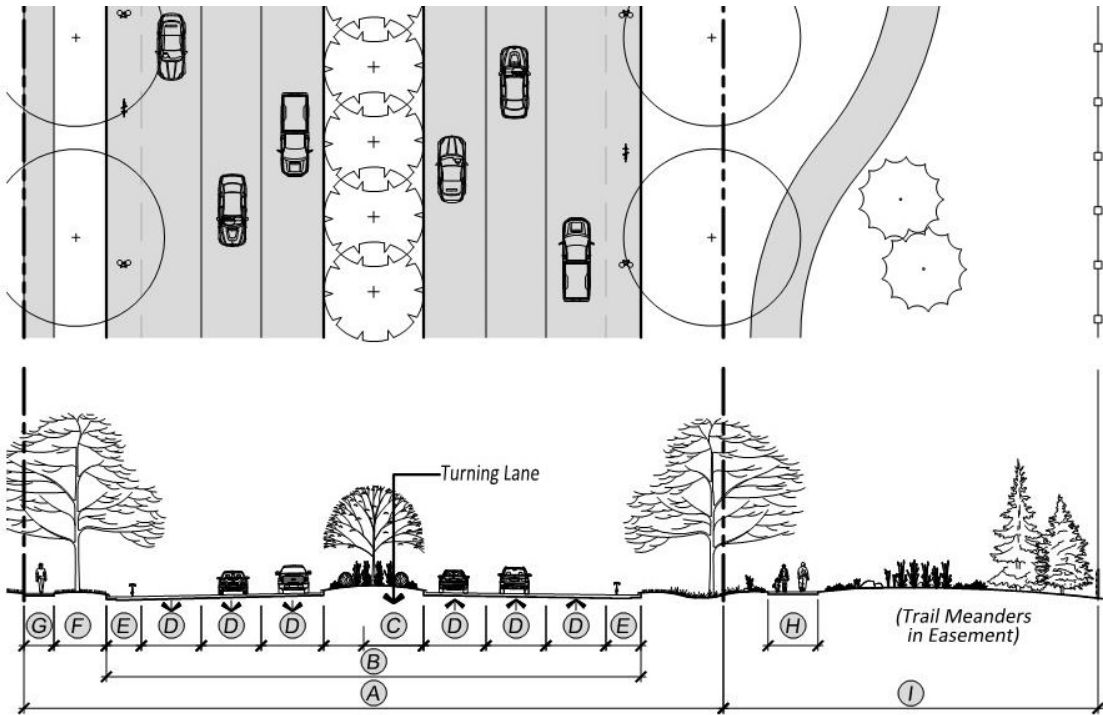 Turning Lane
G F E D D D C D D D E H
(Trail Meanders
in Easement)
B
A I